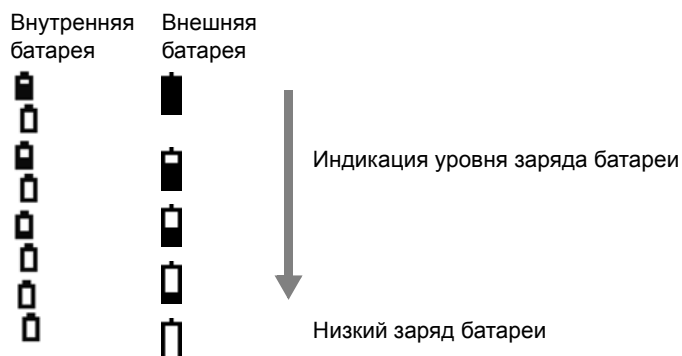 Внутренняя Внешняя
батарея батарея
Индикация уровня заряда батареи
Низкий заряд батареи